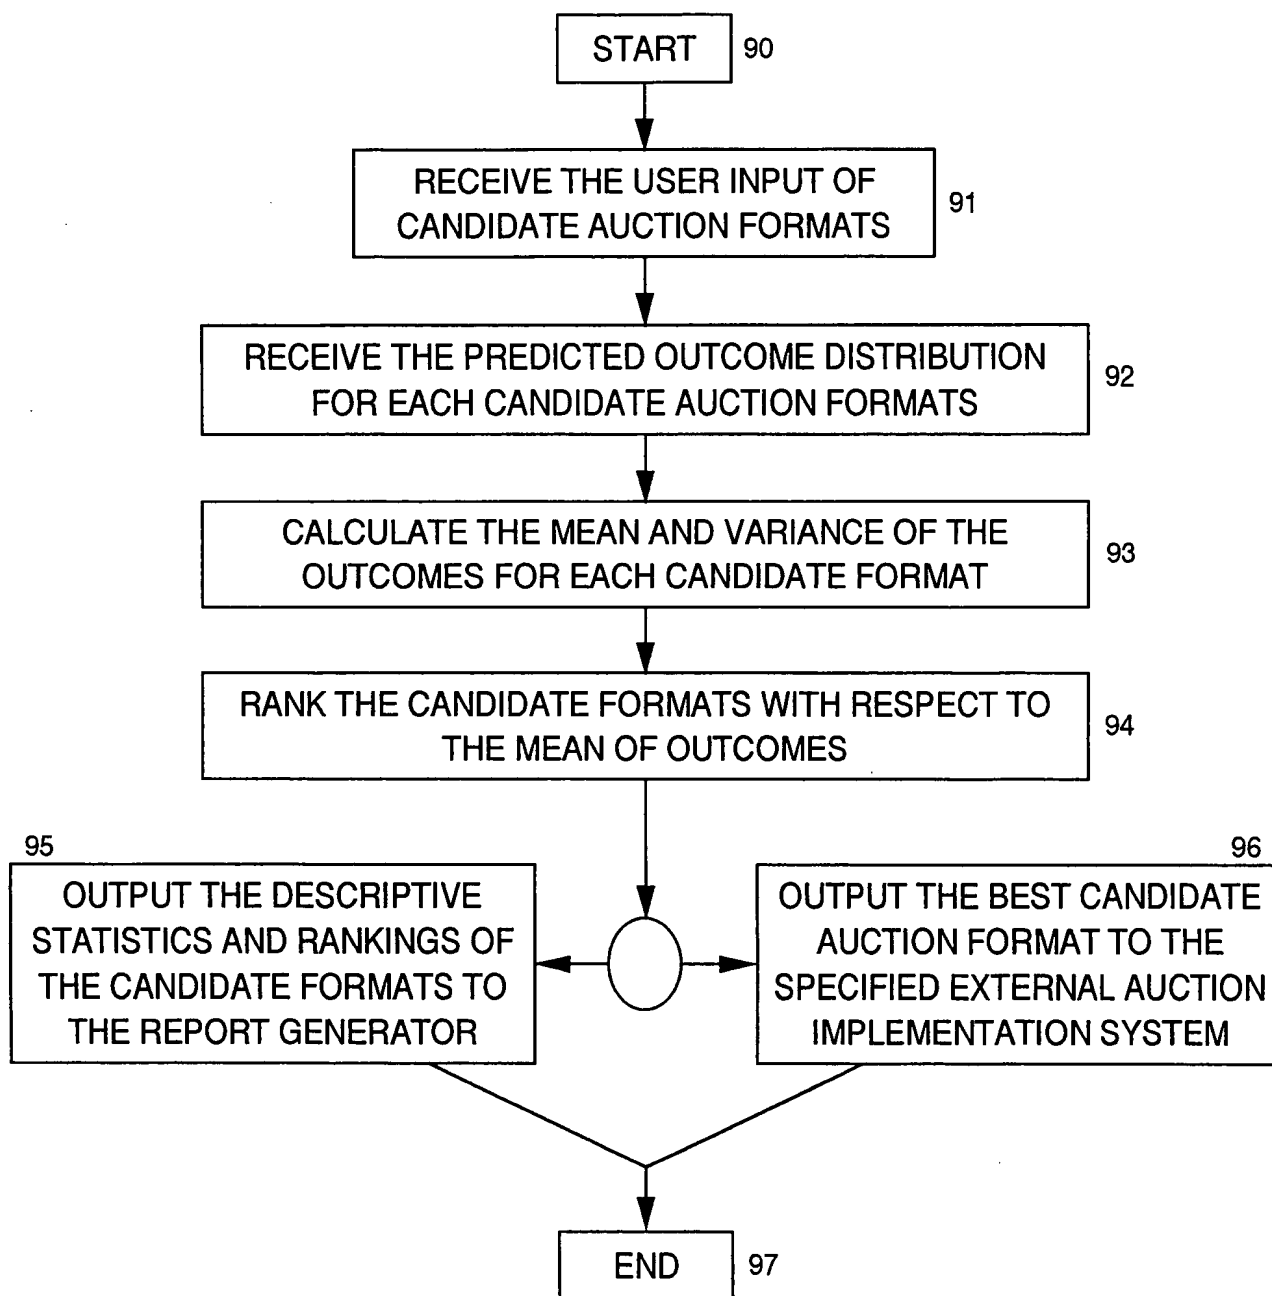 START
90
RECEIVE THE USER INPUT OF
CANDIDATE AUCTION FORMATS
91
RECEIVE THE PREDICTED OUTCOME DISTRIBUTION
FOR EACH CANDIDATE AUCTION FORMATS
92
CALCULATE THE MEAN AND VARIANCE OF THE
OUTCOMES FOR EACH CANDIDATE FORMAT
93
RANK THE CANDIDATE FORMATS WITH RESPECT TO
THE MEAN OF OUTCOMES
94
95
OUTPUT THE DESCRIPTIVE
STATISTICS AND RANKINGS OF
THE CANDIDATE FORMATS TO
THE REPORT GENERATOR
96
OUTPUT THE BEST CANDIDATE
AUCTION FORMAT TO THE
SPECIFIED EXTERNAL AUCTION
IMPLEMENTATION SYSTEM
END
97